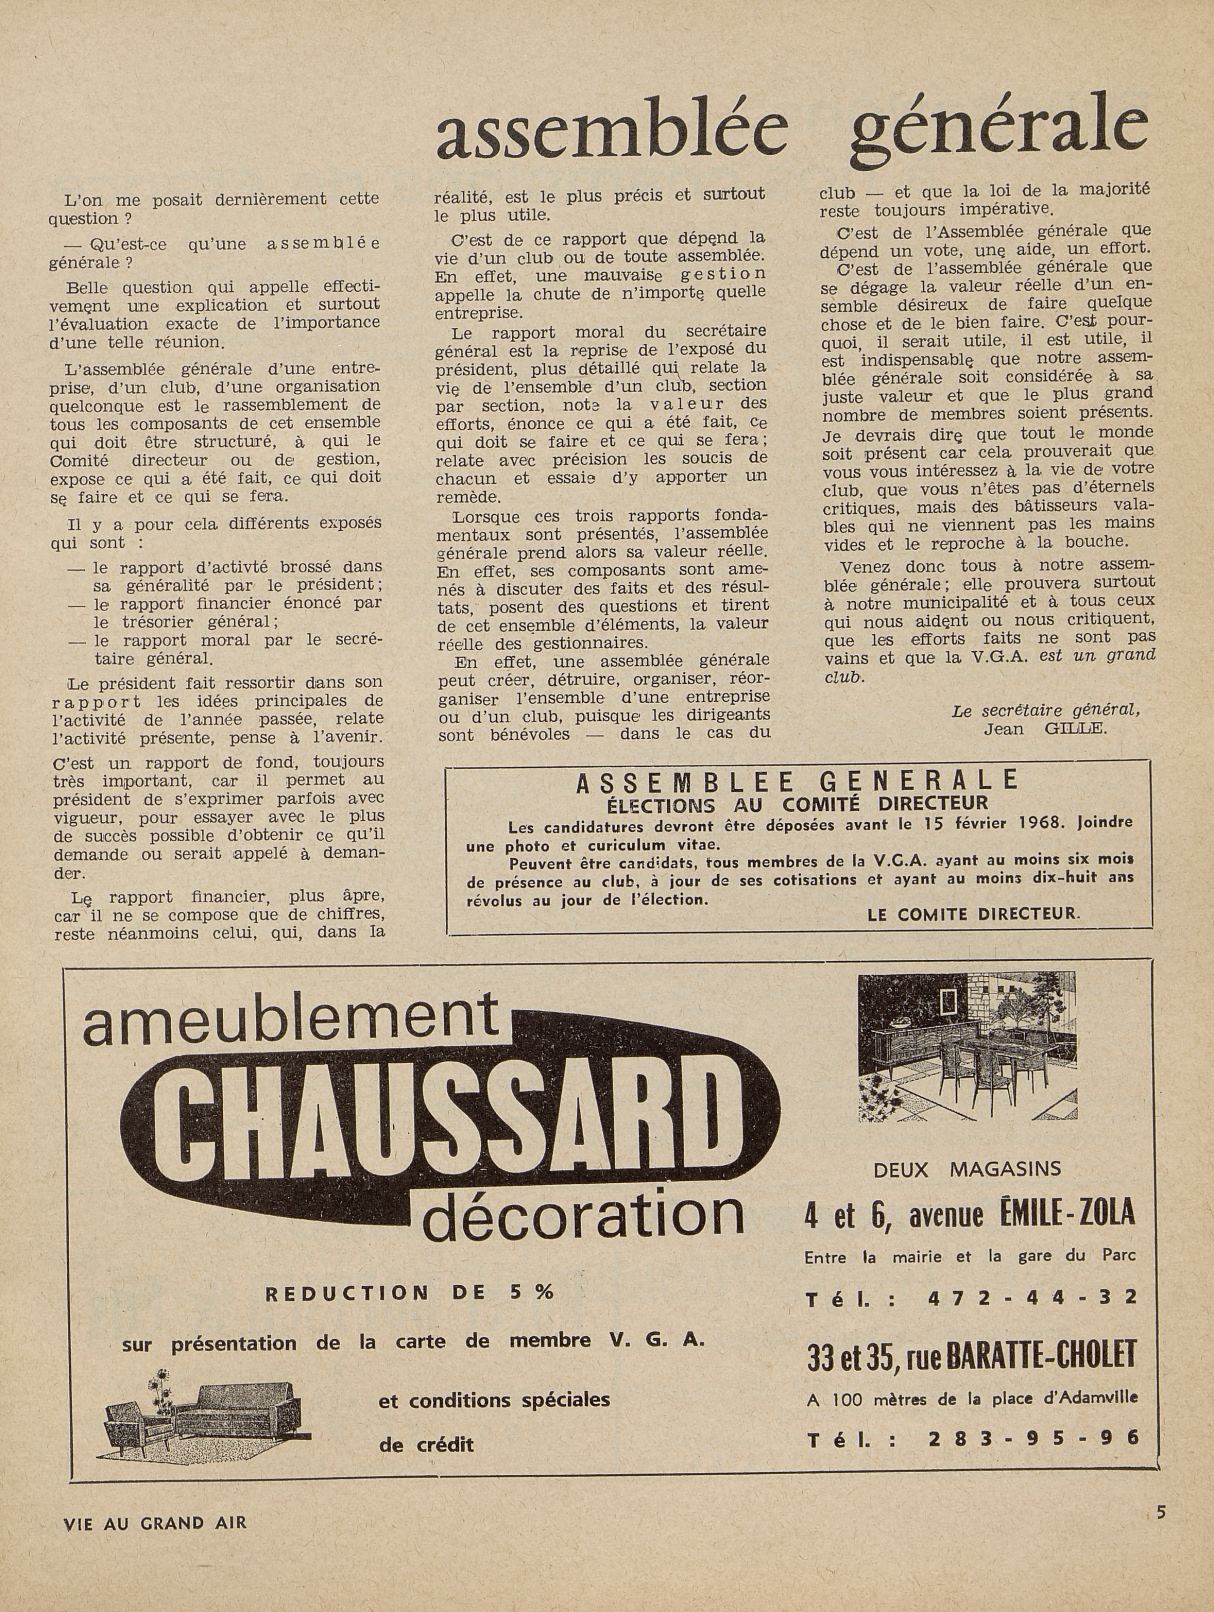 assemblée générale
L'on me posait dernièrement cette
question ?
— Qu'est-ce qu'une assemblée
générale ?
Belle question qui appelle effecti-
vement une explication et surtout
l'évaluation exacte de l'importance
d'une telle réunion.
L'assemblée générale d'une entre-
prise, d'un club, d'une organisation
quelconque est le rassemblement de
tous les composants de cet ensemble
qui doit être structuré, à qui le
Comité directeur ou de gestion,
expose ce qui a été fait, ce qui doit
se faire et ce qui se fera.
Il y a pour cela différents exposés
qui sont :
— le rapport d'activté brossé dans
sa généralité par le président ;
— le rapport financier énoncé par
le trésorier général ;
— le rapport moral par le secré-
taire général.
Le président fait ressortir dans son
rapport les idées principales de
l'activité de l'année passée, relate
l'activité présente, pense à l'avenir.
C'est un rapport de fond, toujours
très important, car il permet au
président de s'exprimer parfois avec
vigueur, pour essayer avec le plus
de succès possible d'obtenir ce qu'il
demande ou serait appelé à deman-
der.
Le rapport financier, plus âpre,
car il ne se compose que de chiffres,
reste néanmoins celui, qui, dans la
réalité, est le plus précis et surtout
le plus utile.
C'est de ce rapport que dépend la
vie d'un club ou de toute assemblée.
En effet, une mauvaise gestion
appelle la chute de n'importe quelle
entreprise.
Le rapport moral du secrétaire
général est la reprise de l'exposé du
président, plus détaillé qui relate la
vie de l'ensemble d'un club, section
par section, note la valeur des
efforts, énonce ce qui a été fait, ce
qui doit se faire et ce qui se fera ;
relate avec précision les soucis de
chacun et essaie d'y apporter un
remède.
Lorsque ces trois rapports fonda-
mentaux sont présentés, l'assemblée
générale prend alors sa valeur réelle.
En effet, ses composants sont ame-
nés à discuter des faits et des résul-
tats, posent des questions et tirent
de cet ensemble d'éléments, la valeur
réelle des gestionnaires.
En effet, une assemblée générale
peut créer, détruire, organiser, réor-
ganiser l'ensemble d'une entreprise
ou d'un club, puisque les dirigeants
sont bénévoles — dans le cas du
club — et que la loi de la majorité
reste toujours impérative.
C'est de l'Assemblée générale que
dépend un vote, une aide, un effort.
C'est de l'assemblée générale que
se dégage la valeur réelle d'un en-
semble désireux de faire quelque
chose et de le bien faire. C'est pour-
quoi, il serait utile, il est utile, il
est indispensable que notre assem-
blée générale soit considérée à sa
juste valeur et que le plus grand
nombre de membres soient présents.
Je devrais dire que tout le monde
soit présent car cela prouverait que
vous vous intéressez à la vie de votre
club, que vous n'êtes pas d'éternels
critiques, mais des bâtisseurs vala-
bles qui ne viennent pas les mains
vides et le reproche à la bouche.
Venez donc tous à notre assem-
blée générale ; elle prouvera surtout
à notre municipalité et à tous ceux
qui nous aident ou nous critiquent,
que les efforts faits ne sont pas
vains et que la V.G.A. est un grand
club.
Le secrétaire général,
Jean GILLE.
ASSEMBLEE GENERALE
ÉLECTIONS AU COMITÉ DIRECTEUR
Les candidatures devront être déposées avant le 15 février 1968. Joindre
une photo et curiculum vitae.
Peuvent être candidats, tous membres de la V.G.A. ayant au moins six mois
de présence au club, à jour de ses cotisations et ayant au moins dix-huit ans
révolus au jour de l'élection.
LE COMITE DIRECTEUR.
ameublement
CHAUSSARD
décoration
REDUCTION DE 5 %
sur présentation de la carte de membre V. G. A.
et conditions spéciales
de crédit
DEUX MAGASINS
4 et 6, avenue ÉMILE-ZOLA
Entre la mairie et la gare du Parc
Tél. : 472-44-32
33 et 35, rue BARATTE-CHOLET
A 100 mètres de la place d'Adamville
Tél. : 283-95-96
VIE AU GRAND AIR
5